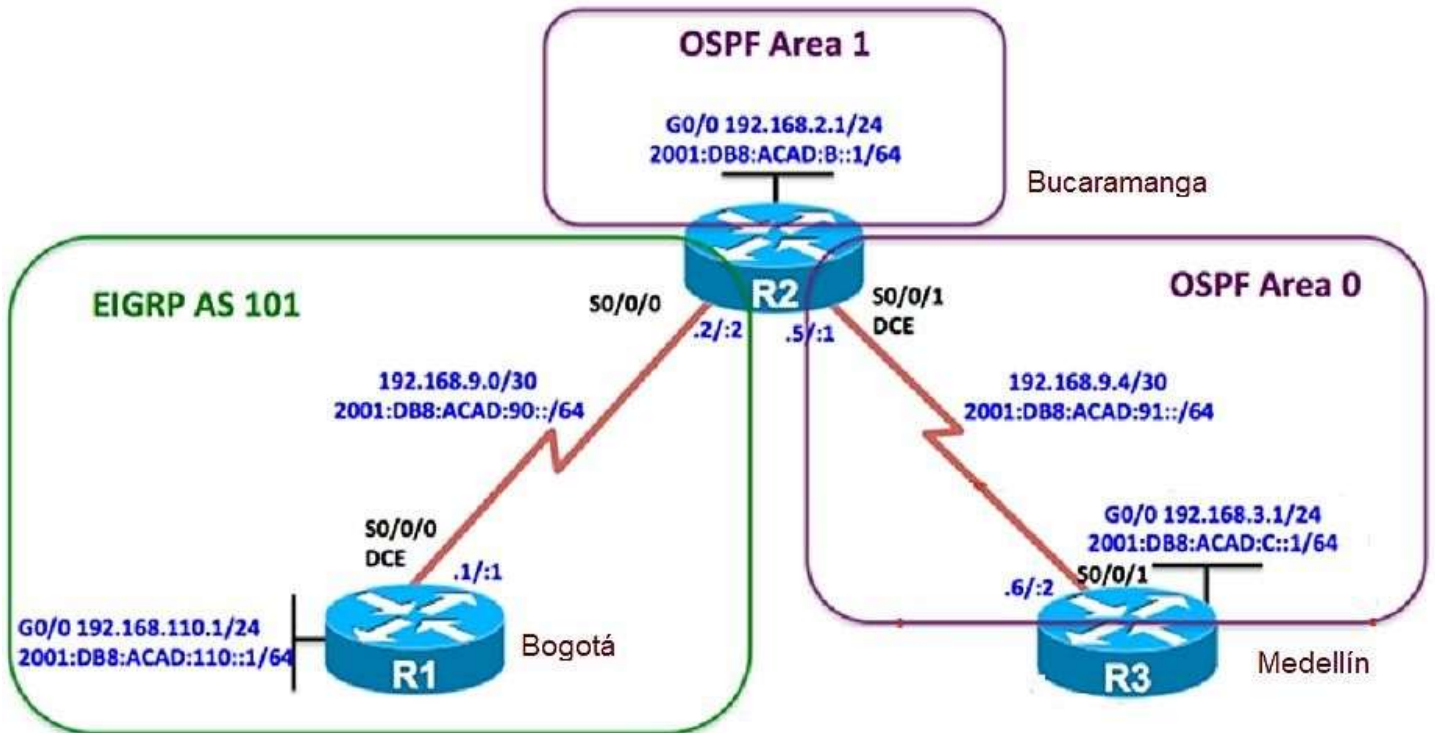 OSPF Area 1
G0/0 192.168.2.1/24
2001:DB8:ACAD:B::1/64
Bucaramanga
R2
EIGRP AS 101
S0/0/0
.2/:2
.5/:1
S0/0/1
DCE
OSPF Area 0
192.168.9.0/30
2001:DB8:ACAD:90::/64
192.168.9.4/30
2001:DB8:ACAD:91::/64
S0/0/0
DCE
.1/:1
G0/0 192.168.110.1/24
2001:DB8:ACAD:110::1/64
R1
Bogotá
G0/0 192.168.3.1/24
2001:DB8:ACAD:C::1/64
.6/:2
S0/0/1
R3
Medellín